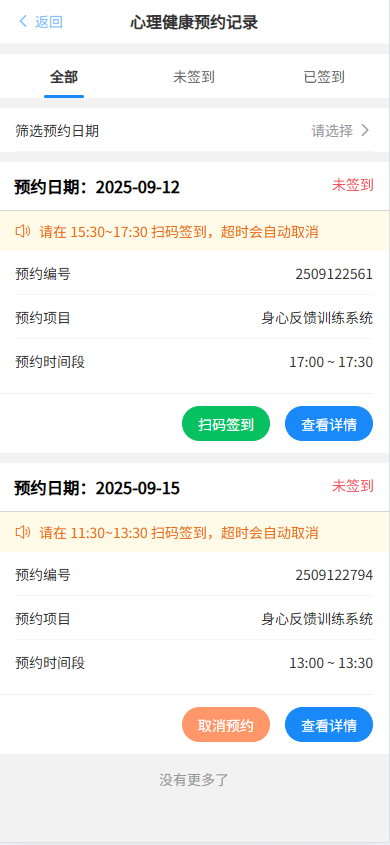 返回 心理健康预约记录
全部 未签到 已签到
筛选预约日期 请选择
预约日期：2025-09-12 未签到
请在 15:30~17:30 扫码签到，超时会自动取消
预约编号 2509122561
预约项目 身心反馈训练系统
预约时间段 17:00 ~ 17:30
扫码签到 查看详情
预约日期：2025-09-15 未签到
请在 11:30~13:30 扫码签到，超时会自动取消
预约编号 2509122794
预约项目 身心反馈训练系统
预约时间段 13:00 ~ 13:30
取消预约 查看详情
没有更多了